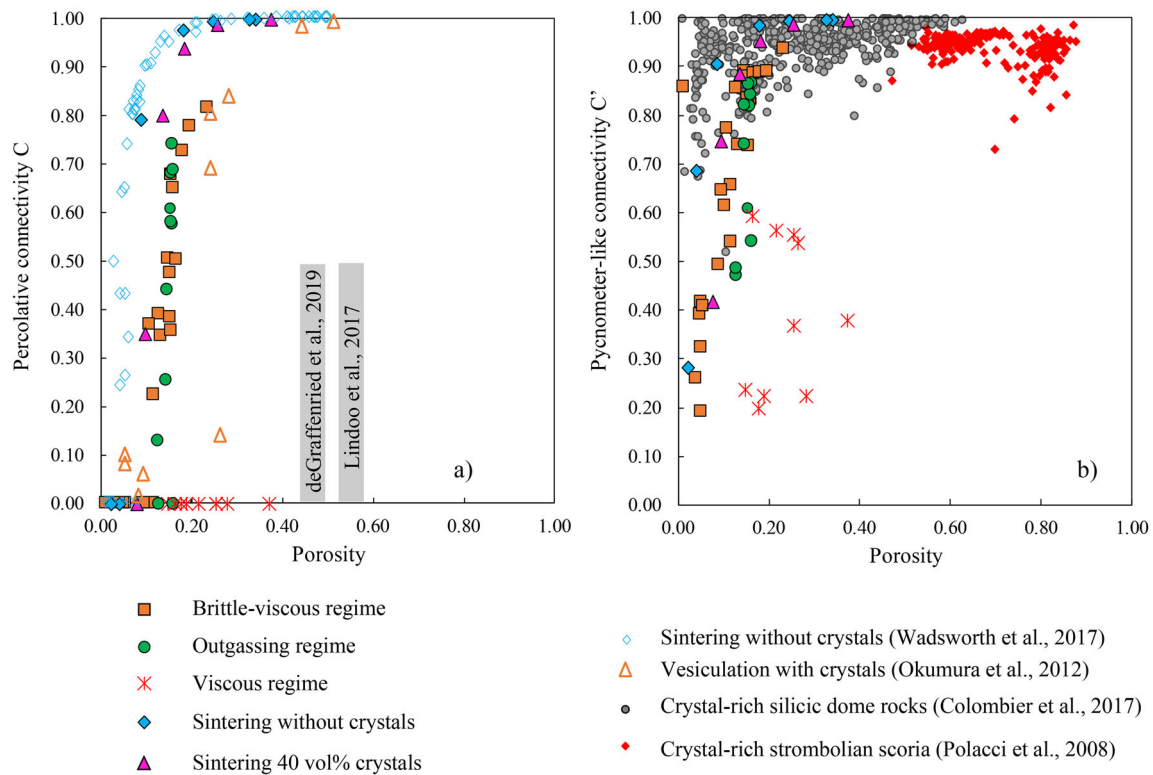 1.00
0.90
0.80
0.70
0.60
0.50
0.40
0.30
0.20
0.10
0.00
Percolative connectivity C
0.00 0.20 0.40 0.60 0.80 1.00
Porosity
deGraffenried et al., 2019
Lindoo et al., 2017
a)
1.00
0.90
0.80
0.70
0.60
0.50
0.40
0.30
0.20
0.10
0.00
Pycnometer-like connectivity C'
0.00 0.20 0.40 0.60 0.80 1.00
Porosity
b)
Brittle-viscous regime
Outgassing regime
Viscous regime
Sintering without crystals
Sintering 40 vol% crystals
Sintering without crystals (Wadsworth et al., 2017)
Vesiculation with crystals (Okumura et al., 2012)
Crystal-rich silicic dome rocks (Colombier et al., 2017)
Crystal-rich strombolian scoria (Polacci et al., 2008)